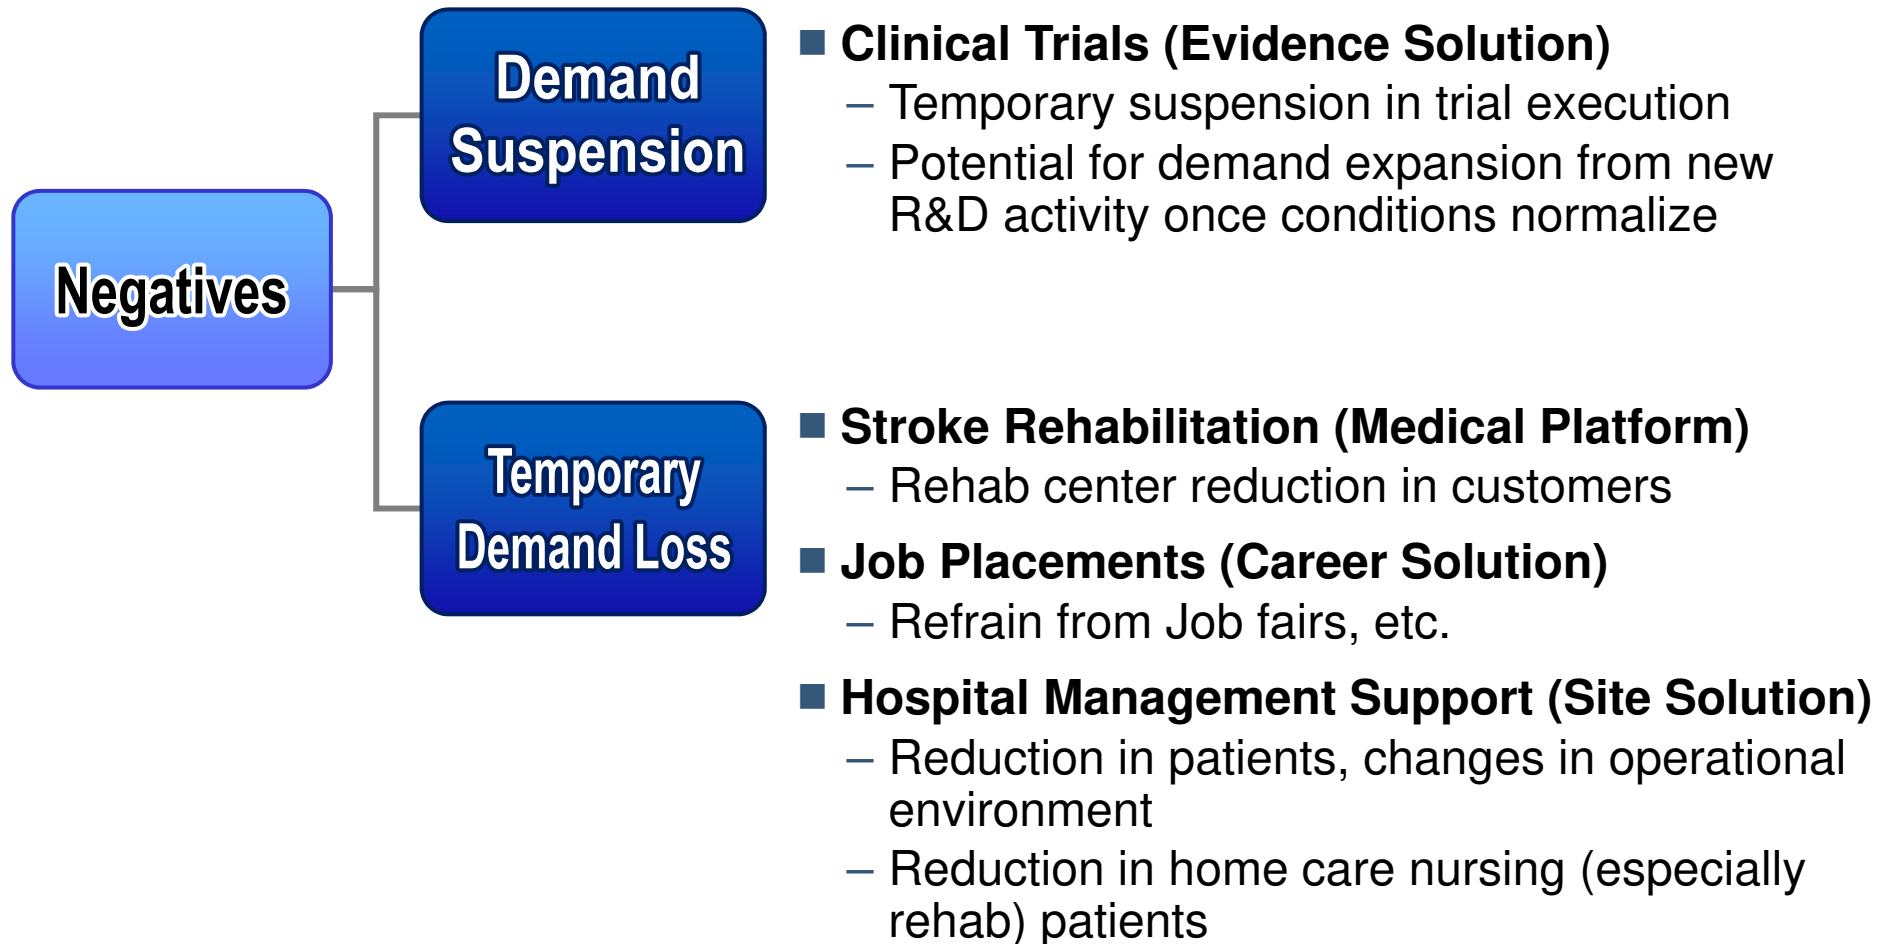 Negatives
Demand
Suspension
■ Clinical Trials (Evidence Solution)
– Temporary suspension in trial execution
– Potential for demand expansion from new
R&D activity once conditions normalize
Temporary
Demand Loss
■ Stroke Rehabilitation (Medical Platform)
– Rehab center reduction in customers
■ Job Placements (Career Solution)
– Refrain from Job fairs, etc.
■ Hospital Management Support (Site Solution)
– Reduction in patients, changes in operational
environment
– Reduction in home care nursing (especially
rehab) patients